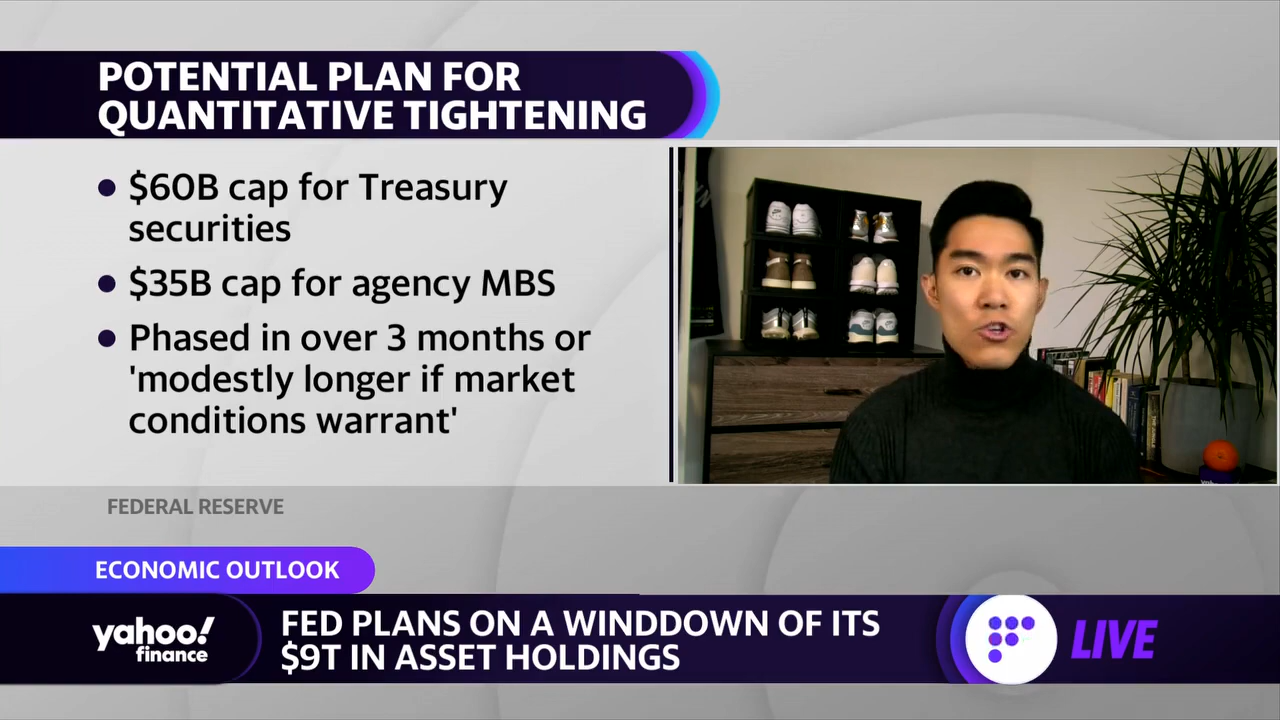 POTENTIAL PLAN FOR
QUANTITATIVE TIGHTENING
• $60B cap for Treasury
securities
• $35B cap for agency MBS
• Phased in over 3 months or
'modestly longer if market
conditions warrant'
FEDERAL RESERVE
ECONOMIC OUTLOOK
yahoo!
finance
FED PLANS ON A WINDDOWN OF ITS
$9T IN ASSET HOLDINGS
LIVE